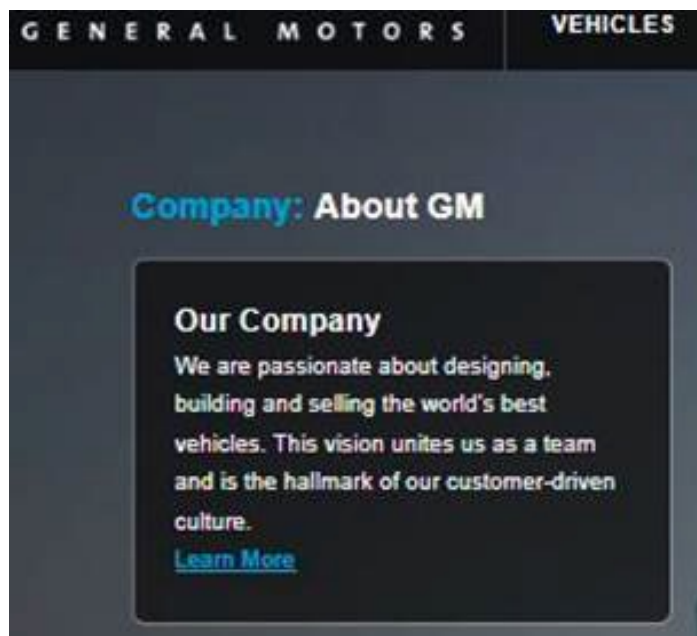 GENERAL MOTORS VEHICLES
Company: About GM
Our Company
We are passionate about designing,
building and selling the world's best
vehicles. This vision unites us as a team
and is the hallmark of our customer-driven
culture.
Learn More